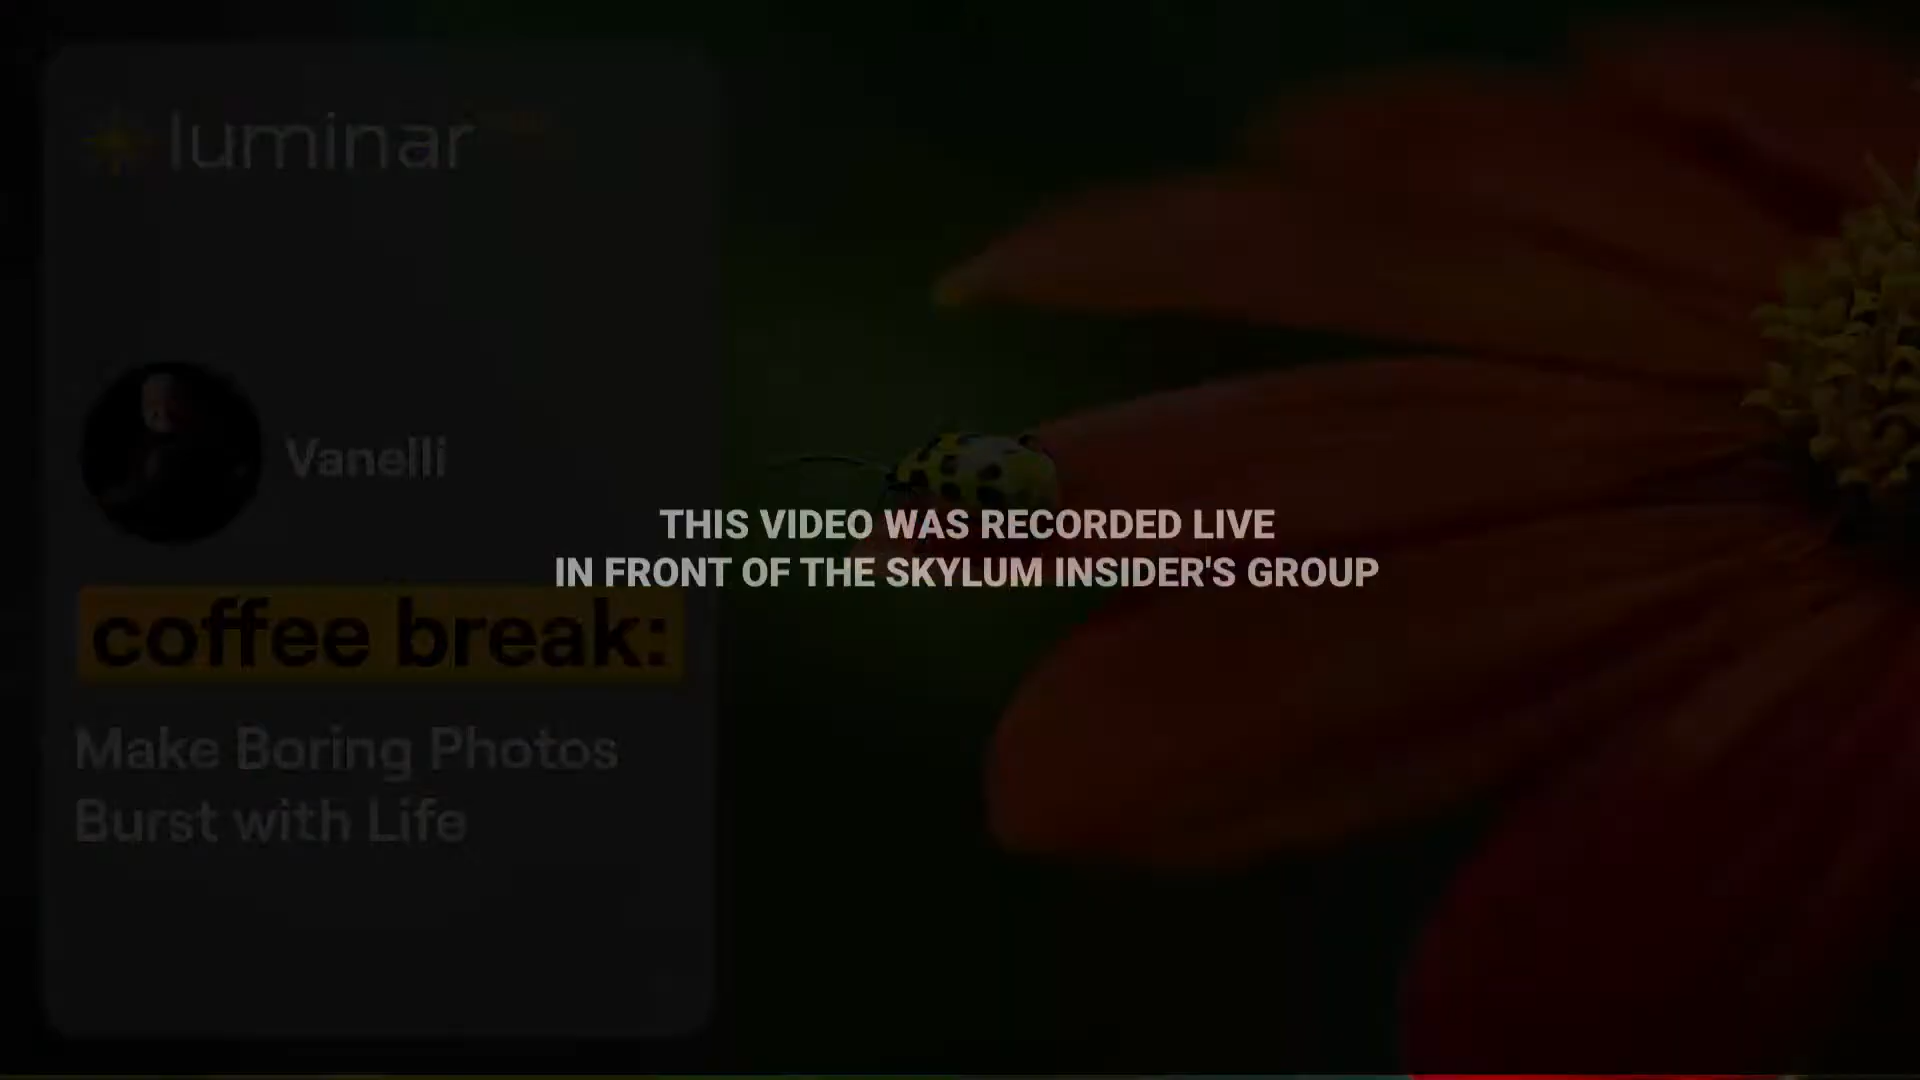 luminar
Vanelli
THIS VIDEO WAS RECORDED LIVE
IN FRONT OF THE SKYLUM INSIDER'S GROUP
coffee break:
Make Boring Photos
Burst with Life